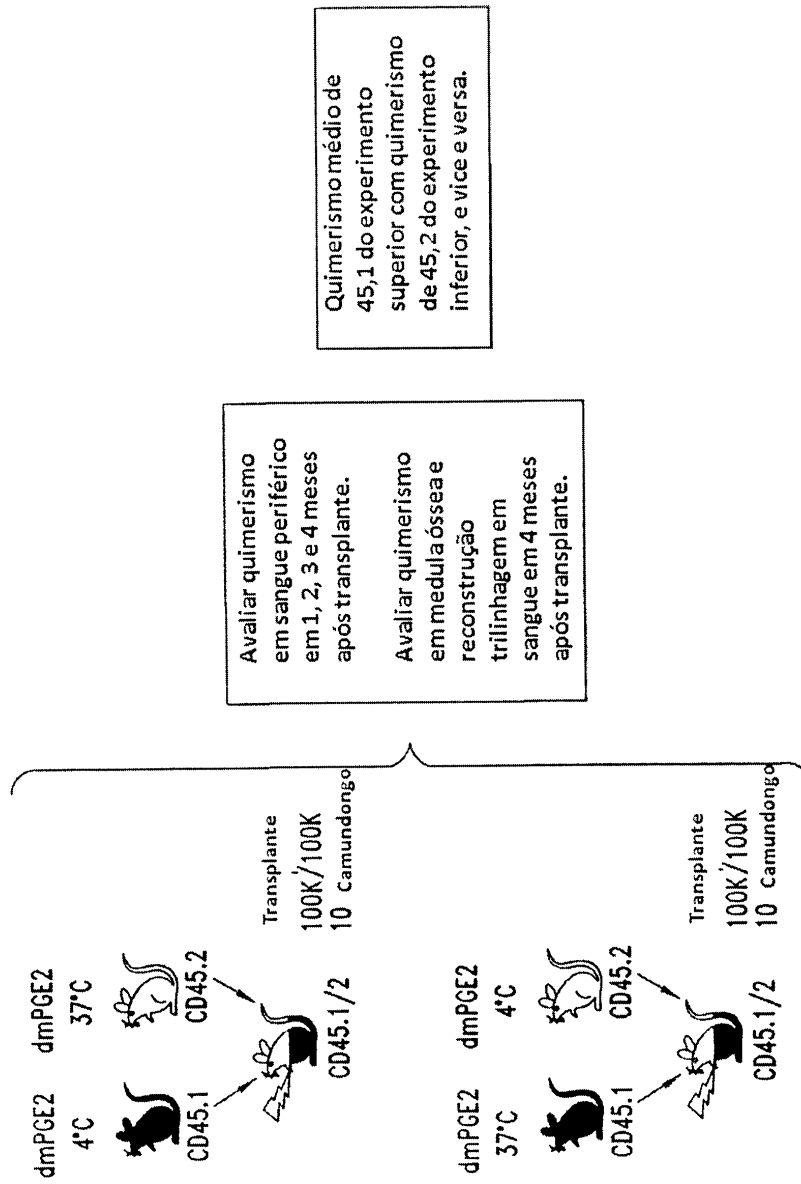 dmPGE2 dmPGE2
4°C 37°C
CD45.1 CD45.2
CD45.1/2
Transplante
100K/100K
10 Camundongo
dmPGE2 dmPGE2
37°C 4°C
CD45.1 CD45.2
CD45.1/2
Transplante
100K/100K
10 Camundongo
Avaliar quimerismo
em sangue periférico
em 1, 2, 3 e 4 meses
após transplante.
Avaliar quimerismo
em medula óssea e
reconstrução
trilinhagem em
sangue em 4 meses
após transplante.
Quimerismo médio de
45,1 do experimento
superior com quimerismo
de 45,2 do experimento
inferior, e vice e versa.